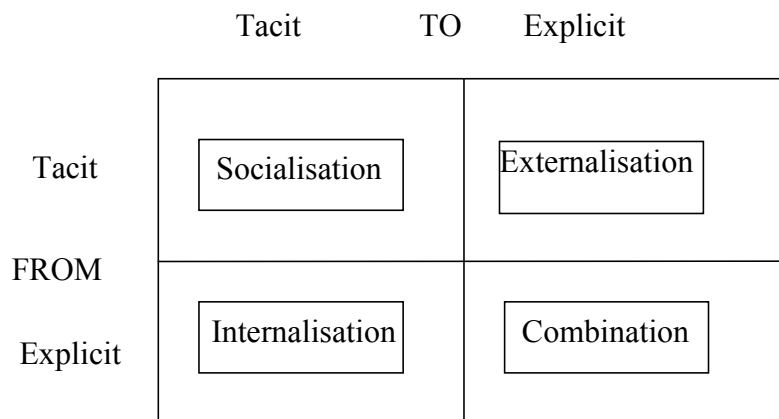 Tacit TO Explicit
Tacit Socialisation Externalisation
FROM
Explicit Internalisation Combination